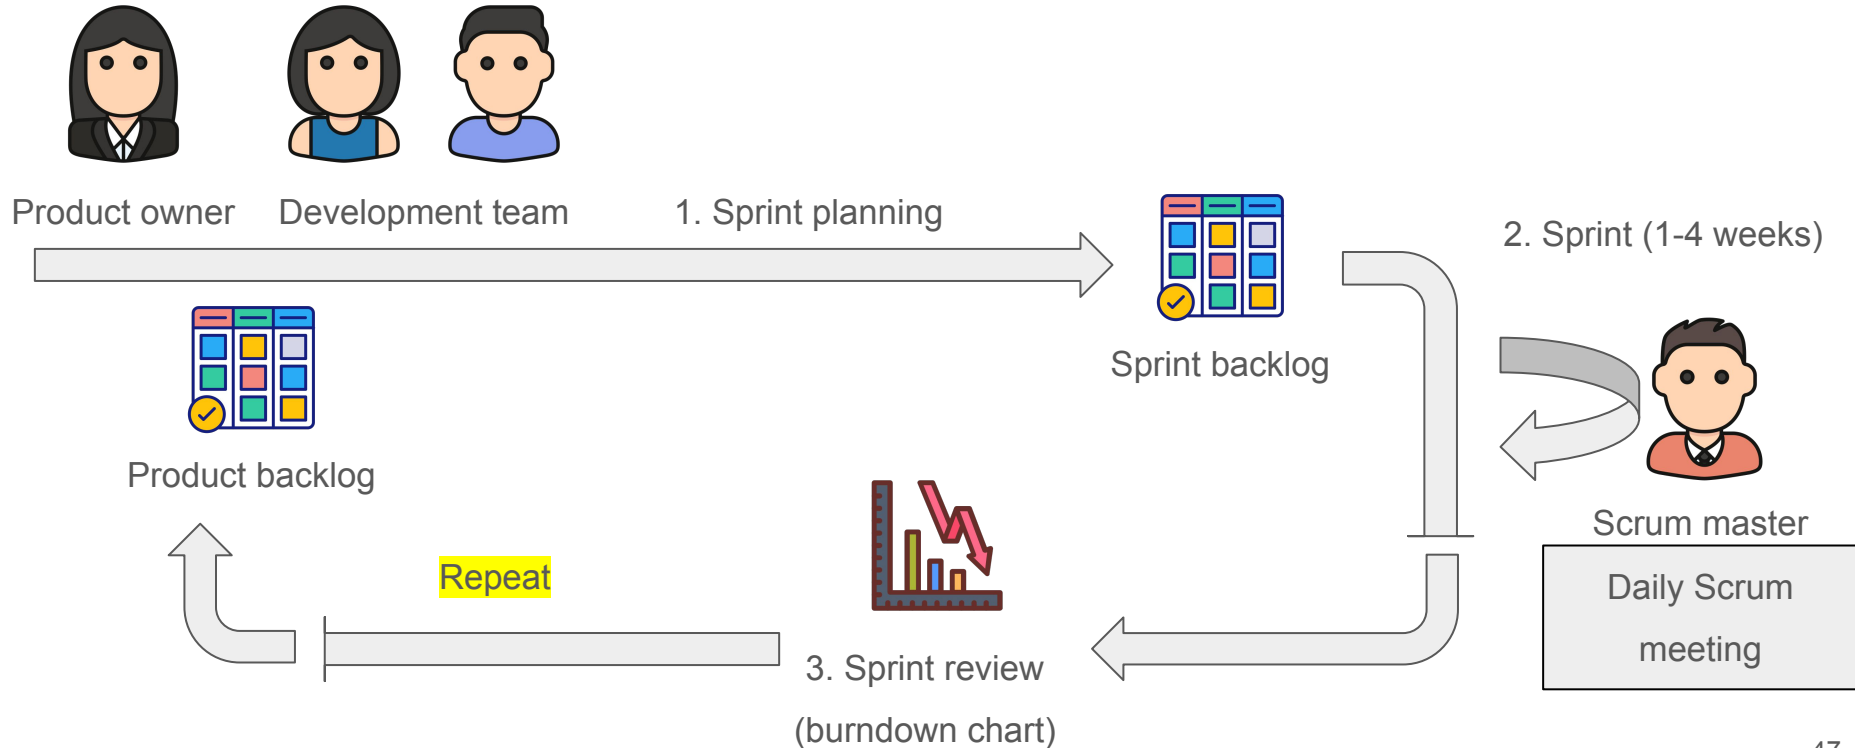 Product owner
Development team
1. Sprint planning
2. Sprint (1-4 weeks)
Sprint backlog
Product backlog
Scrum master
Daily Scrum
meeting
Repeat
3. Sprint review
(burndown chart)
47